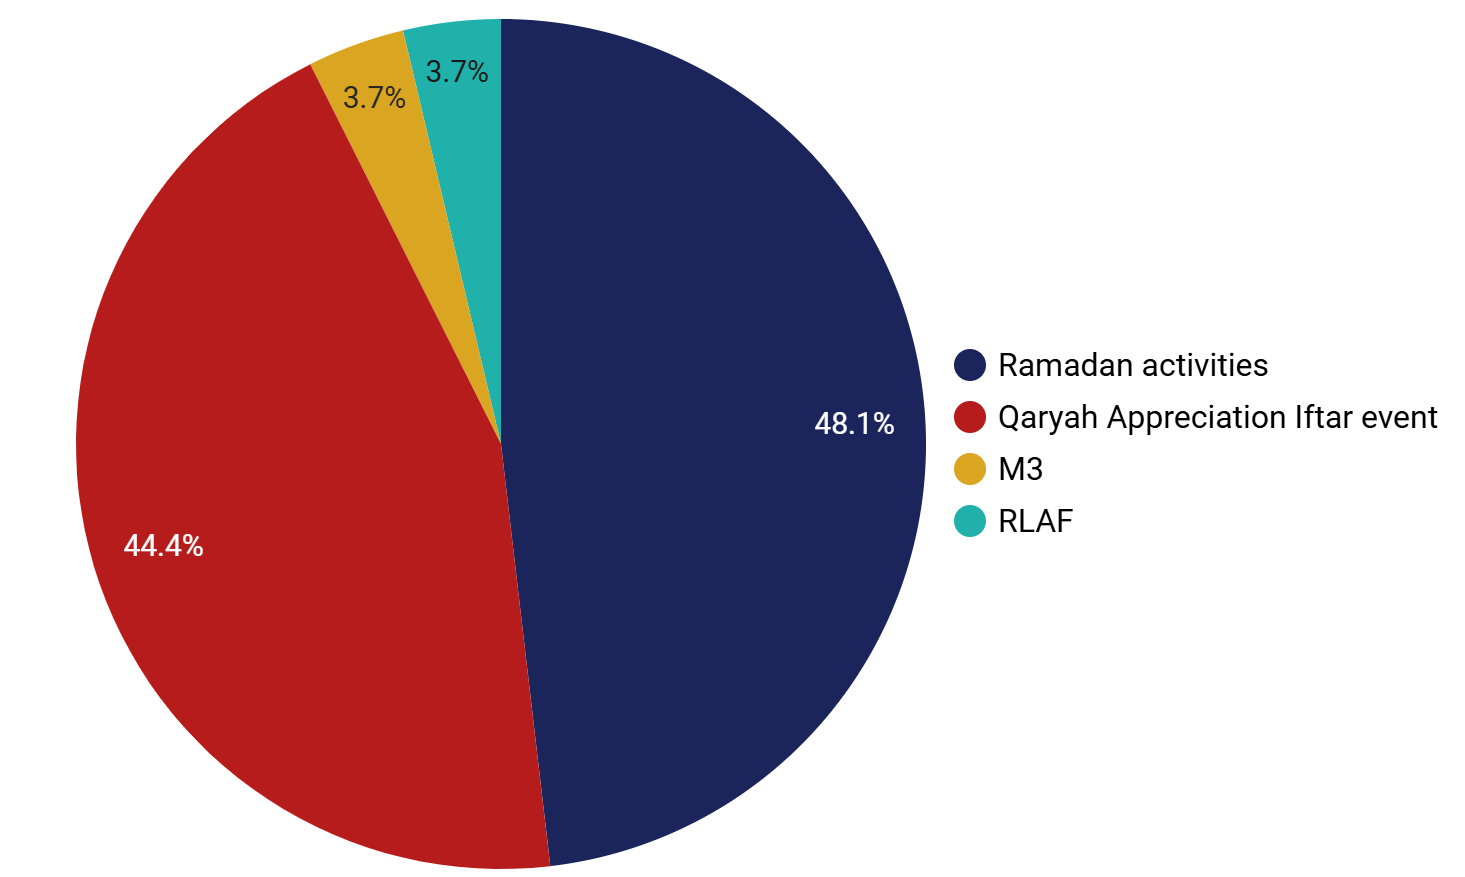 3.7%
3.7%
48.1%
44.4%
Ramadan activities
Qaryah Appreciation Iftar event
M3
RLAF